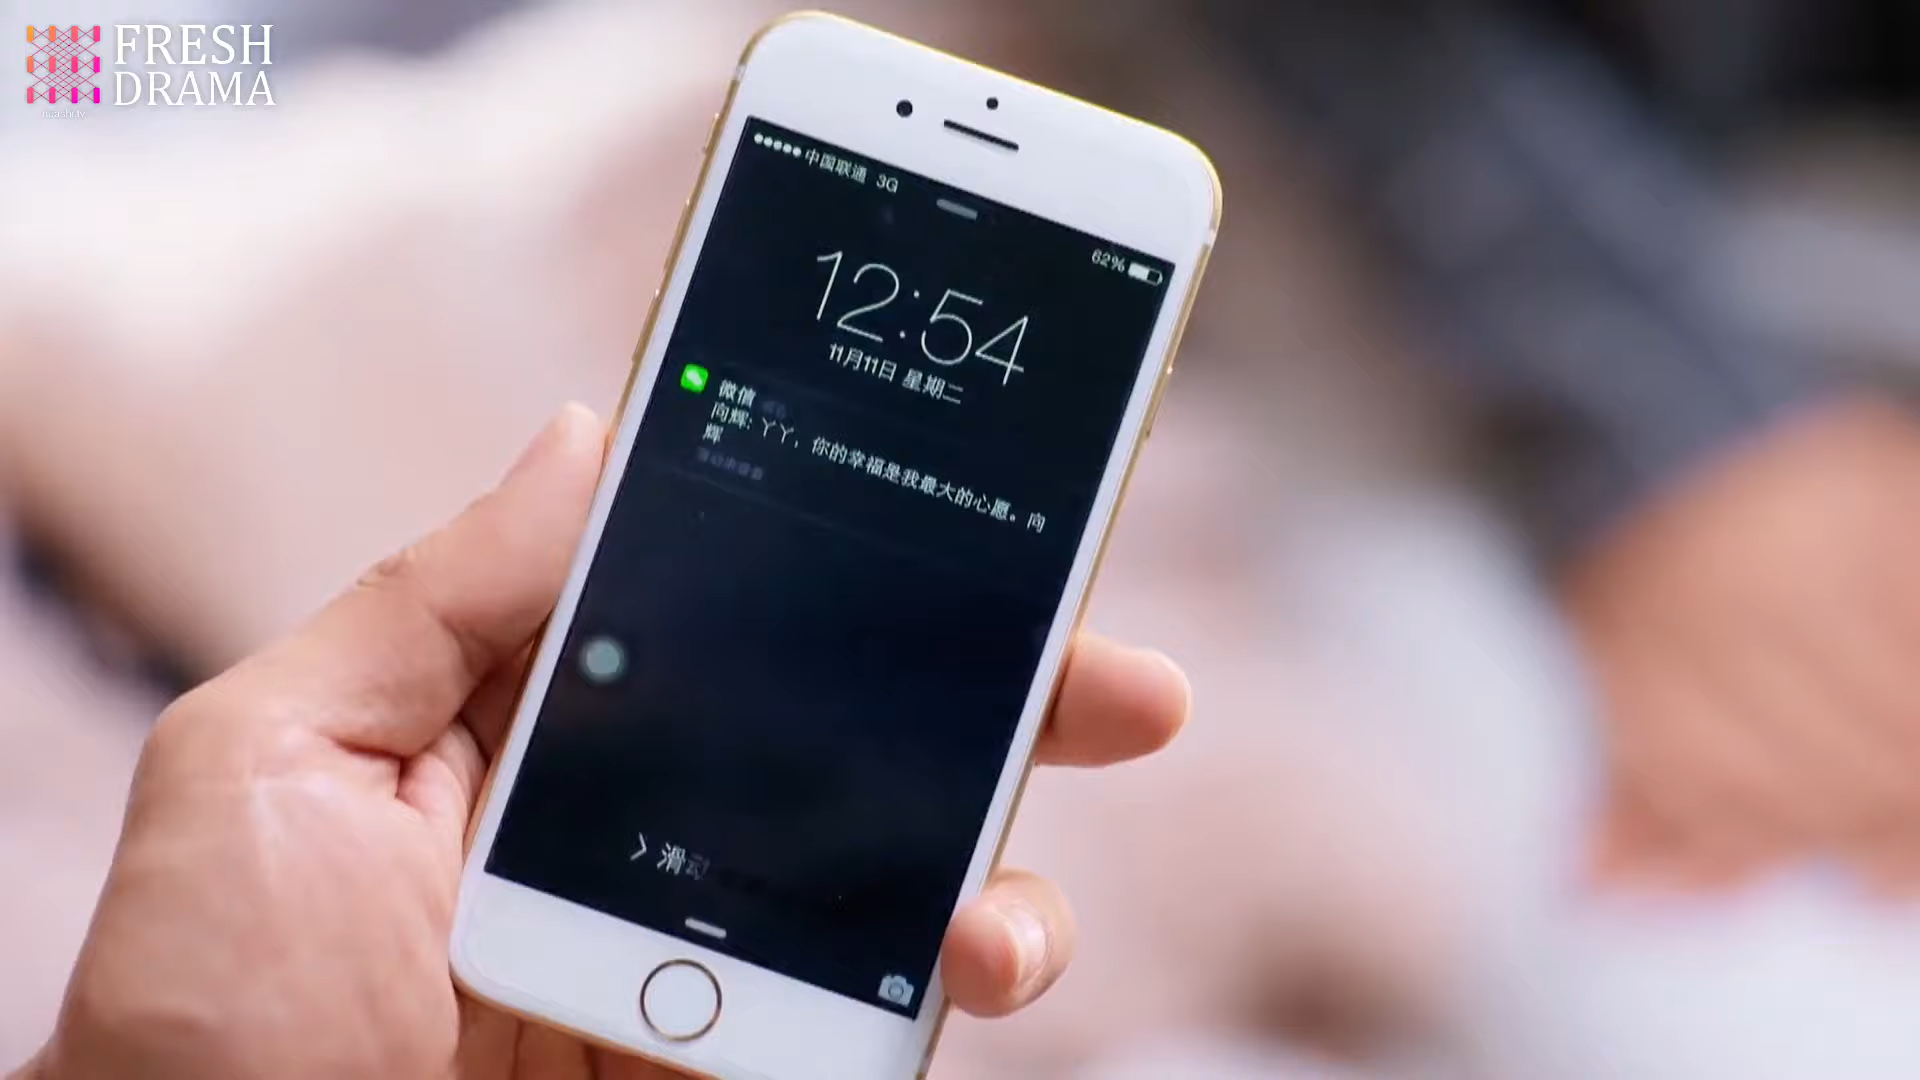 FRESH
DRAMA
中国联通 3G
62%
12:54
11月11日 星期二
微信
向辉: 丫丫，你的幸福是我最大的心愿。向
辉
滑动